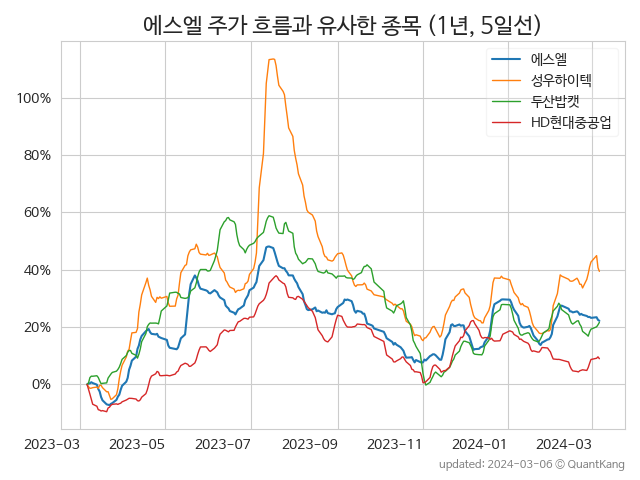 에스엘 주가 흐름과 유사한 종목 (1년, 5일선)
에스엘
성우하이텍
두산밥캣
HD현대중공업
100%
80%
60%
40%
20%
0%
2023-03 2023-05 2023-07 2023-09 2023-11 2024-01 2024-03
updated: 2024-03-06 © QuantKang